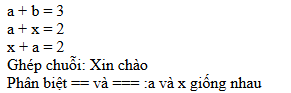 a + b = 3
a + x = 2
x + a = 2
Ghép chuỗi: Xin chào
Phân biệt == và === :a và x giống nhau